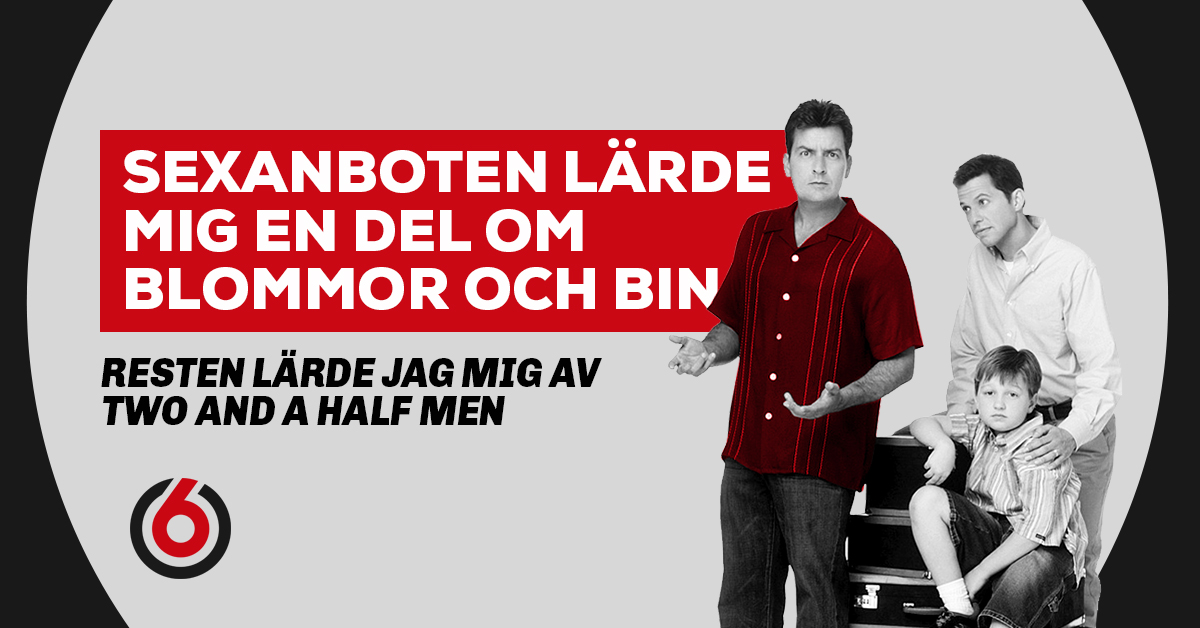 SEXANBOTEN LÄRDE
MIG EN DEL OM
BLOMMOR OCH BIN
RESTEN LÄRDE JAG MIG AV
TWO AND A HALF MEN
6